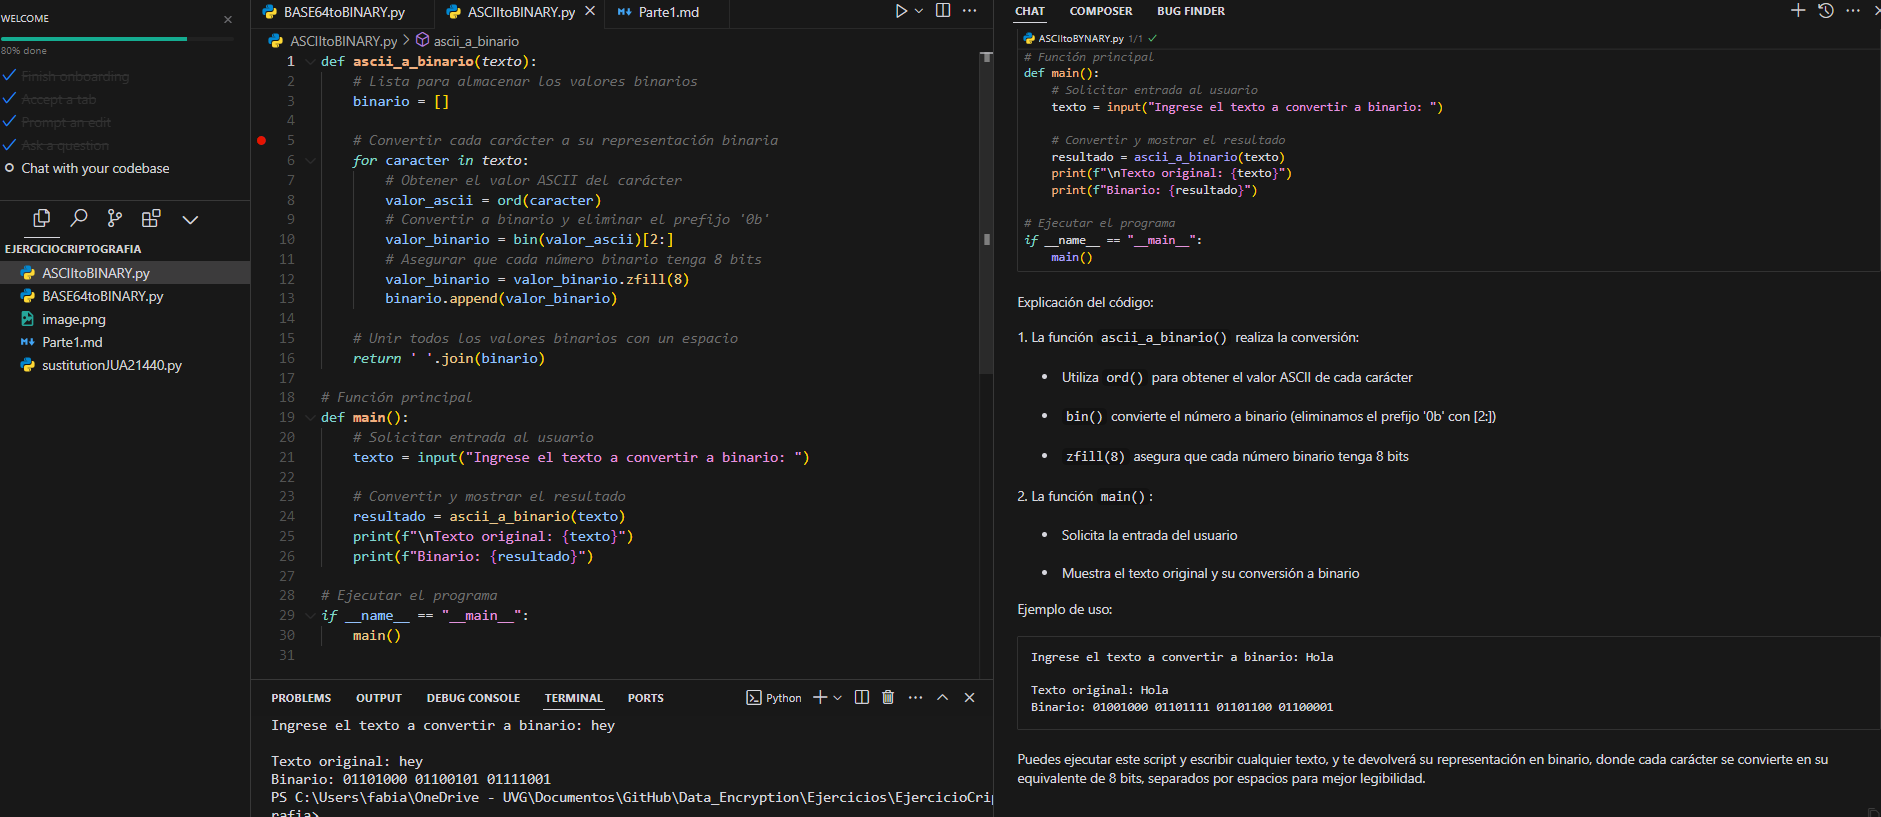 WELCOME
80% done
Finish onboarding
Accept a tab
Prompt an edit
Ask a question
Chat with your codebase
EJERCICIOCRIPTOGRAFIA
ASCIItoBINARY.py
BASE64toBINARY.py
image.png
Parte1.md
sustitutionJUA21440.py
BASE64toBINARY.py
ASCIItoBINARY.py
Parte1.md
ASCIItoBINARY.py > ascii_a_binario
1 def ascii_a_binario(texto):
2 # Lista para almacenar los valores binarios
3 binario = []
4
5 # Convertir cada carácter a su representación binaria
6 for caracter in texto:
7 # Obtener el valor ASCII del carácter
8 valor_ascii = ord(caracter)
9 # Convertir a binario y eliminar el prefijo '0b'
10 valor_binario = bin(valor_ascii)[2:]
11 # Asegurar que cada número binario tenga 8 bits
12 valor_binario = valor_binario.zfill(8)
13 binario.append(valor_binario)
14
15 # Unir todos los valores binarios con un espacio
16 return ' '.join(binario)
17
18 # Función principal
19 def main():
20 # Solicitar entrada al usuario
21 texto = input("Ingrese el texto a convertir a binario: ")
22
23 # Convertir y mostrar el resultado
24 resultado = ascii_a_binario(texto)
25 print(f"\nTexto original: {texto}")
26 print(f"Binario: {resultado}")
27
28 # Ejecutar el programa
29 if __name__ == "__main__":
30 main()
31
PROBLEMS OUTPUT DEBUG CONSOLE TERMINAL PORTS
Python
Ingrese el texto a convertir a binario: hey
Texto original: hey
Binario: 01101000 01100101 01111001
PS C:\Users\fabia\OneDrive - UVG\Documentos\GitHub\Data_Encryption\Ejercicios\EjercicioCrip
rafia>
CHAT COMPOSER BUG FINDER
ASCIItoBYNARY.py 1/1
# Función principal
def main():
# Solicitar entrada al usuario
texto = input("Ingrese el texto a convertir a binario: ")
# Convertir y mostrar el resultado
resultado = ascii_a_binario(texto)
print(f"\nTexto original: {texto}")
print(f"Binario: {resultado}")
# Ejecutar el programa
if __name__ == "__main__":
main()
Explicación del código:
1. La función ascii_a_binario() realiza la conversión:
• Utiliza ord() para obtener el valor ASCII de cada carácter
• bin() convierte el número a binario (eliminamos el prefijo '0b' con [2:])
• zfill(8) asegura que cada número binario tenga 8 bits
2. La función main():
• Solicita la entrada del usuario
• Muestra el texto original y su conversión a binario
Ejemplo de uso:
Ingrese el texto a convertir a binario: Hola
Texto original: Hola
Binario: 01001000 01101111 01101100 01100001
Puedes ejecutar este script y escribir cualquier texto, y te devolverá su representación en binario, donde cada carácter se convierte en su
equivalente de 8 bits, separados por espacios para mejor legibilidad.